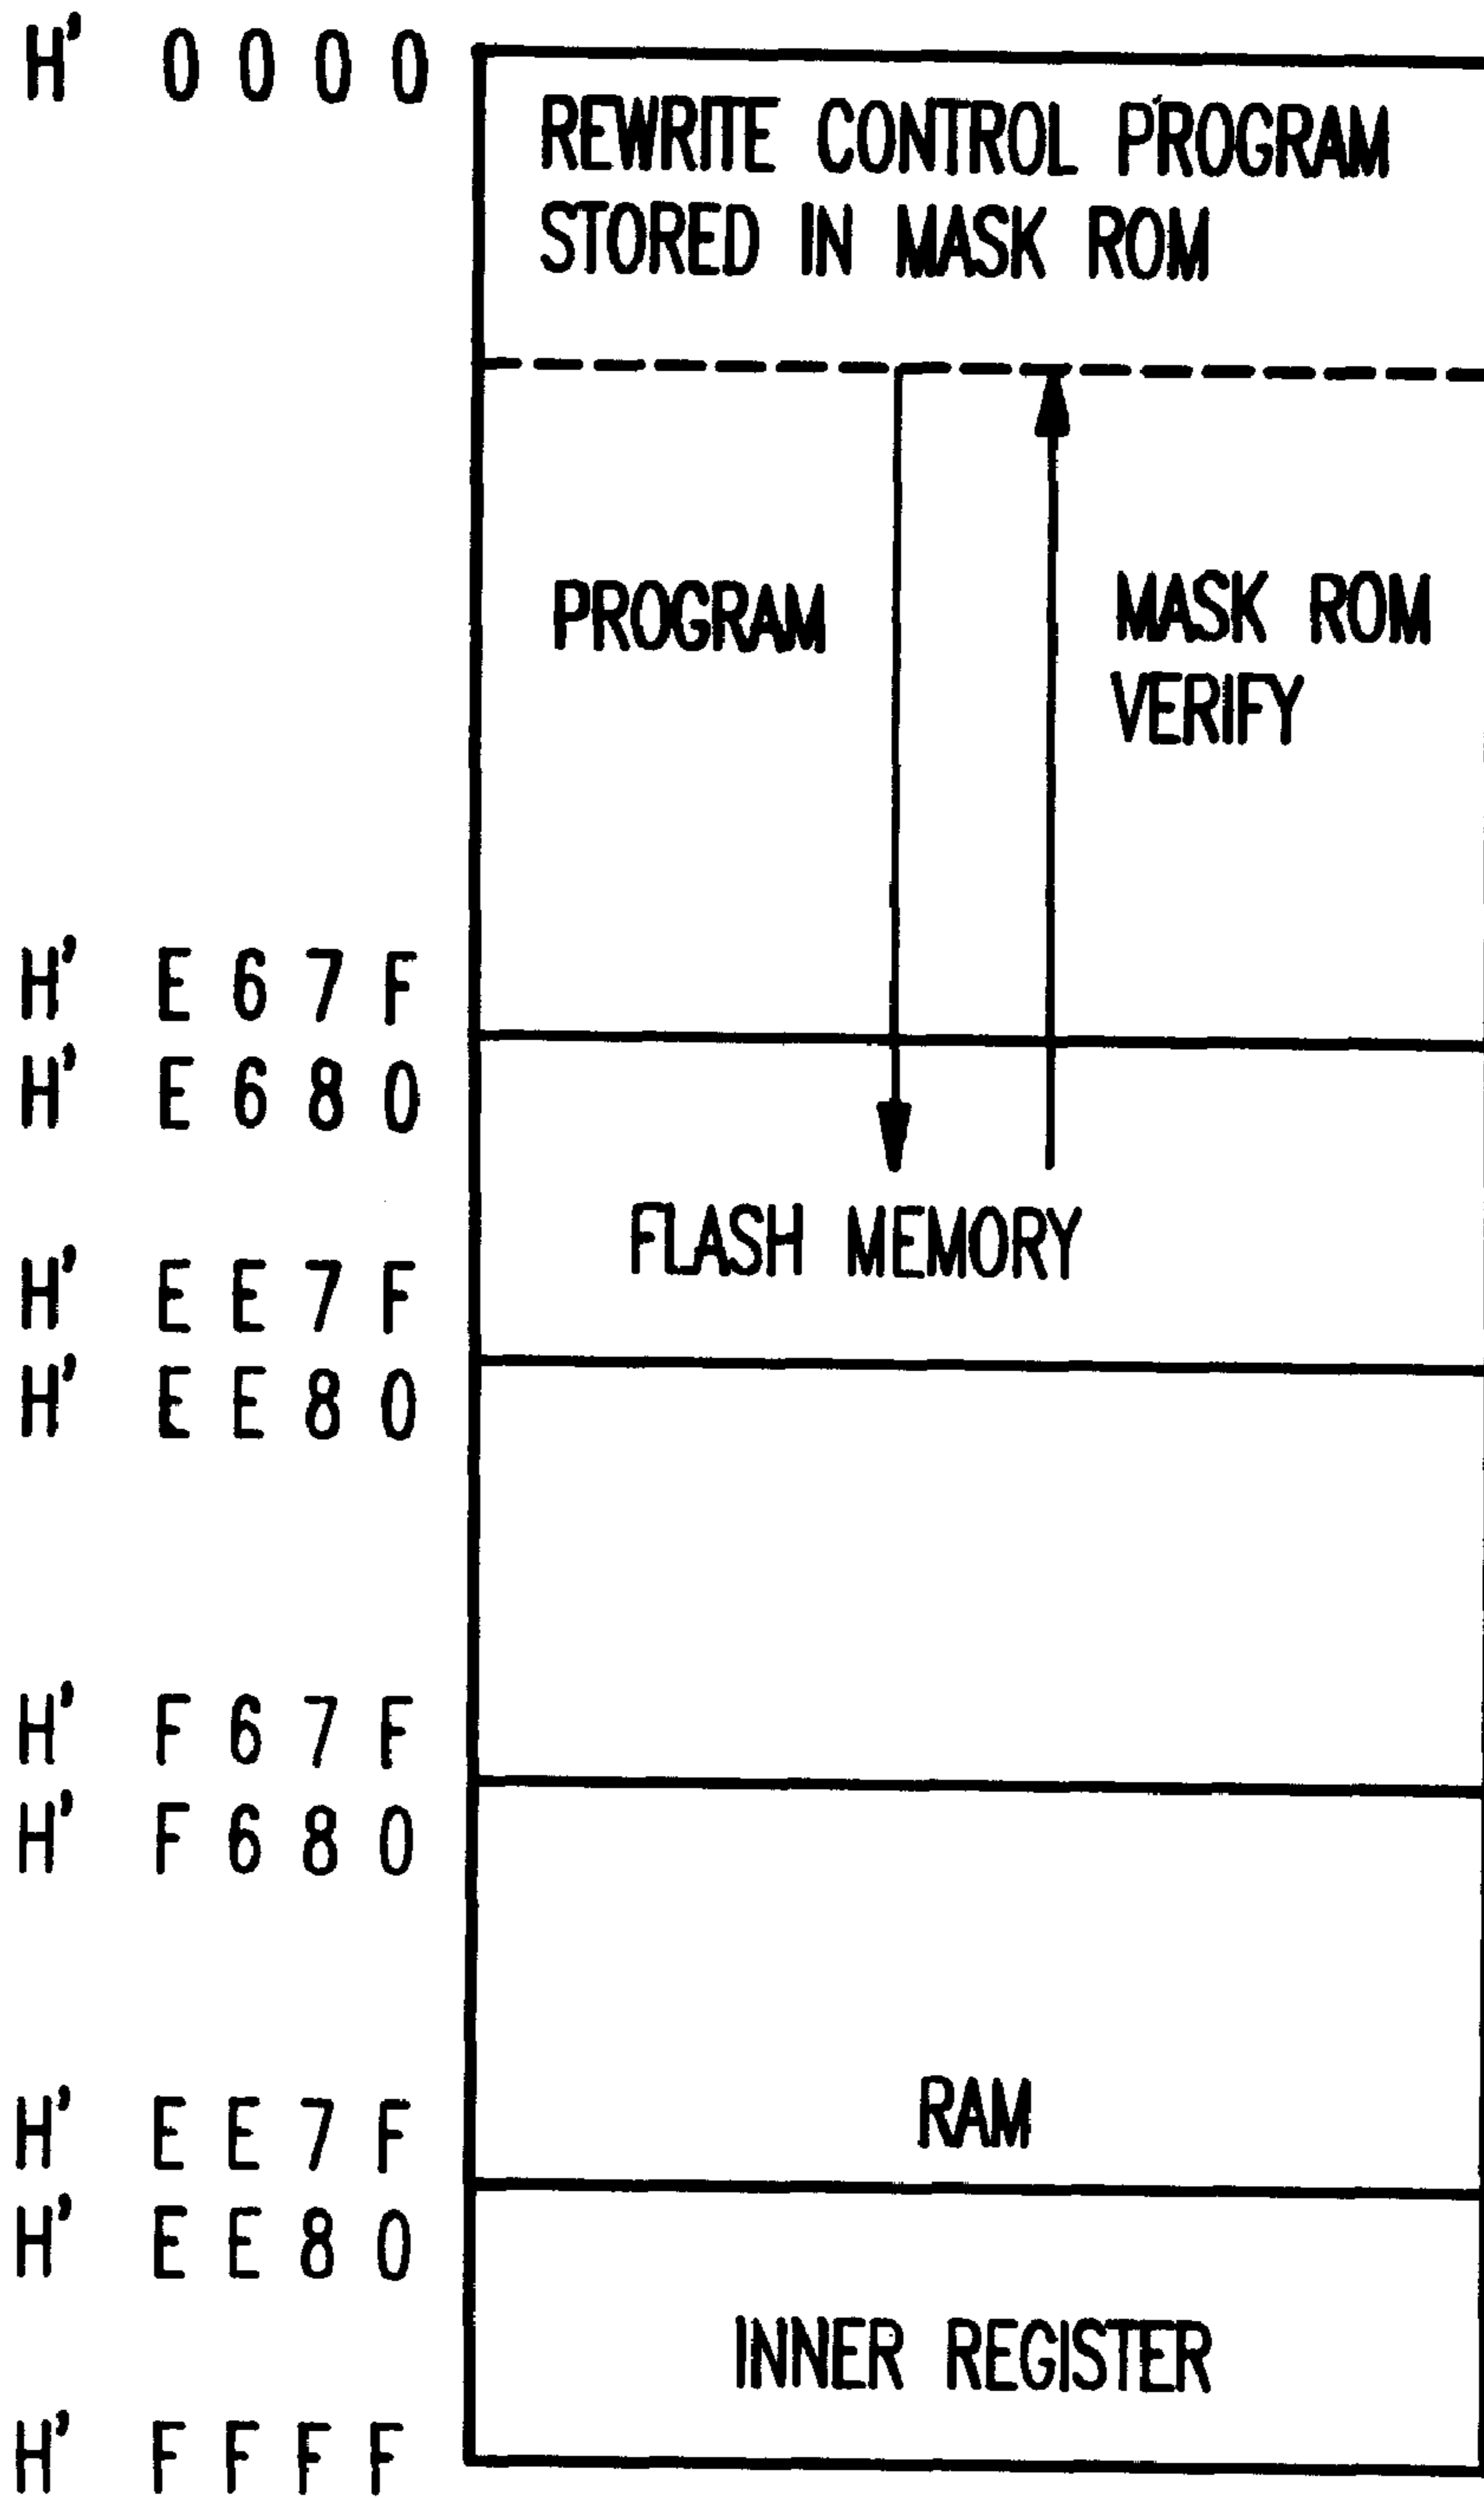 H' 0000
REWRITE CONTROL PROGRAM
STORED IN MASK ROM
PROGRAM
MASK ROM
VERIFY
H' E67F
H' E680
FLASH MEMORY
H' EE7F
H' EE80
H' F67F
H' F680
RAM
H' EE7F
H' EE80
INNER REGISTER
H' FFFF